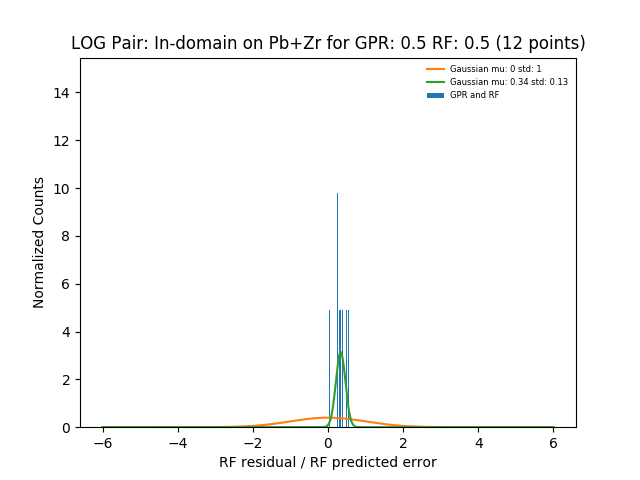 LOG Pair: In-domain on Pb+Zr for GPR: 0.5 RF: 0.5 (12 points)
Gaussian mu: 0 std: 1
Gaussian mu: 0.34 std: 0.13
GPR and RF
14
12
10
8
6
4
2
0
Normalized Counts
−6 −4 −2 0 2 4 6
RF residual / RF predicted error